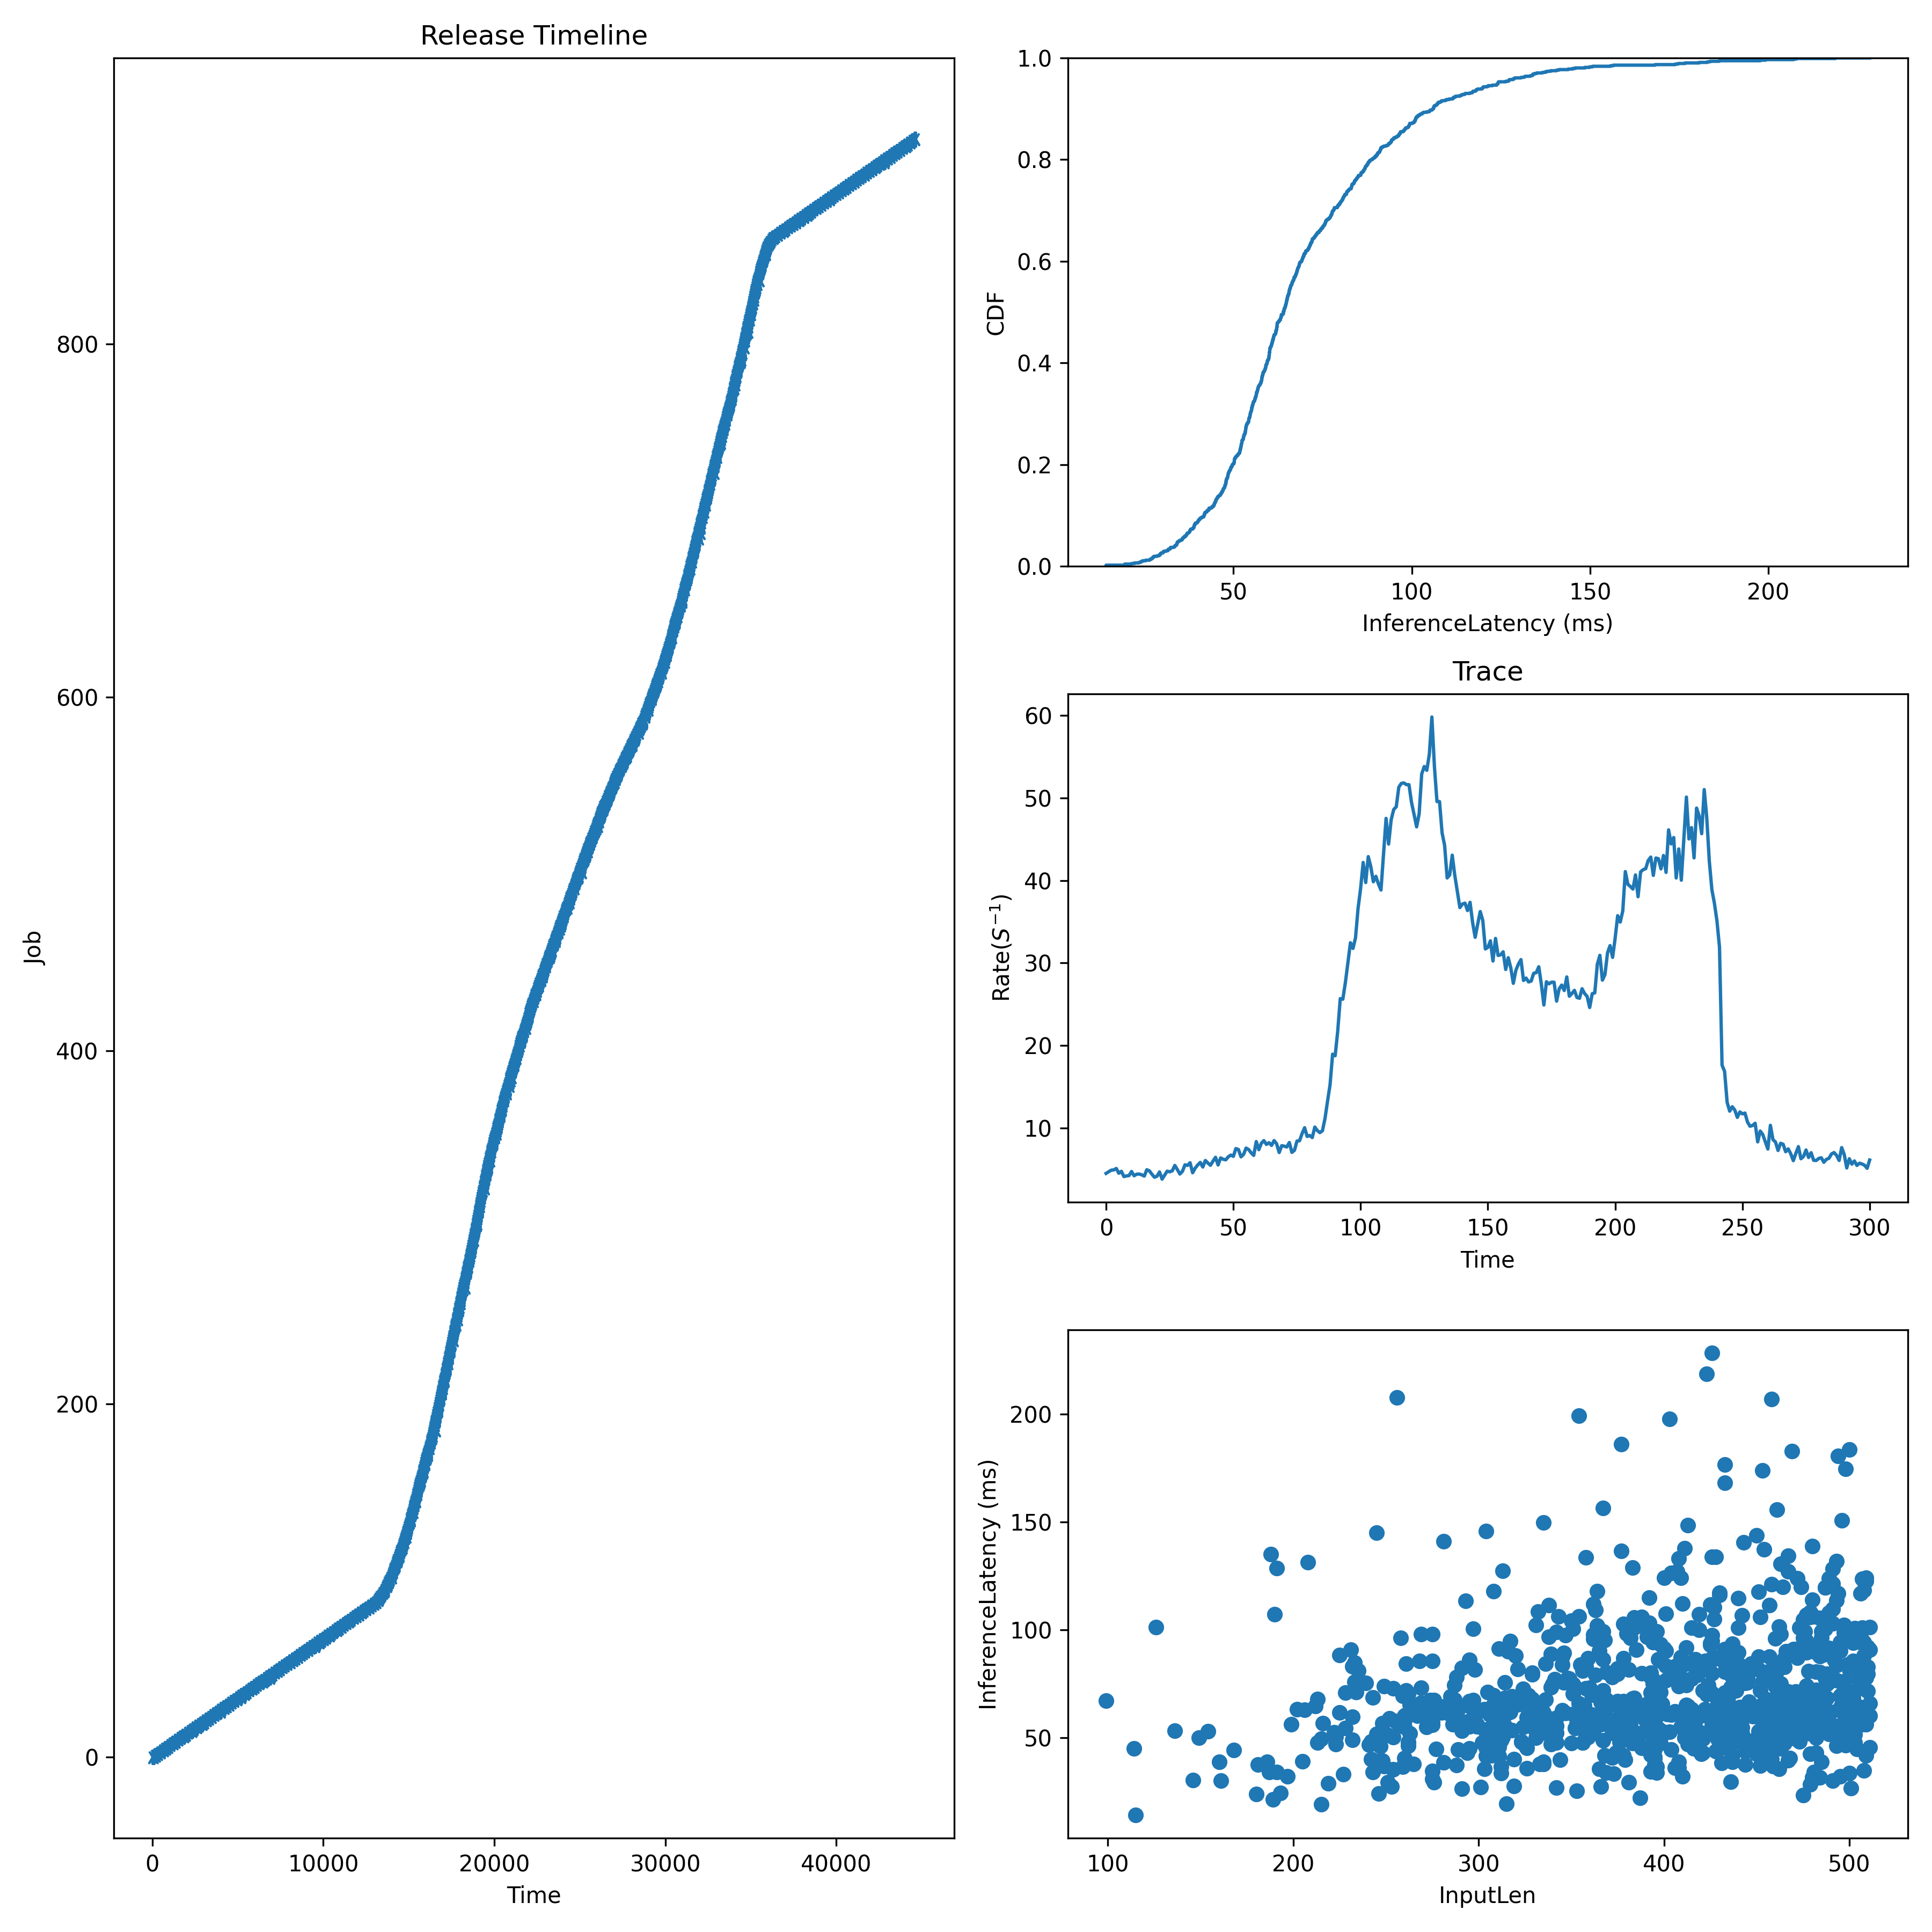 Release Timeline
Job
800
600
400
200
0
0 10000 20000 30000 40000
Time
CDF
1.0
0.8
0.6
0.4
0.2
0.0
50 100 150 200
InferenceLatency (ms)
Trace
Rate(S⁻¹)
60
50
40
30
20
10
0 50 100 150 200 250 300
Time
InferenceLatency (ms)
200
150
100
50
100 200 300 400 500
InputLen